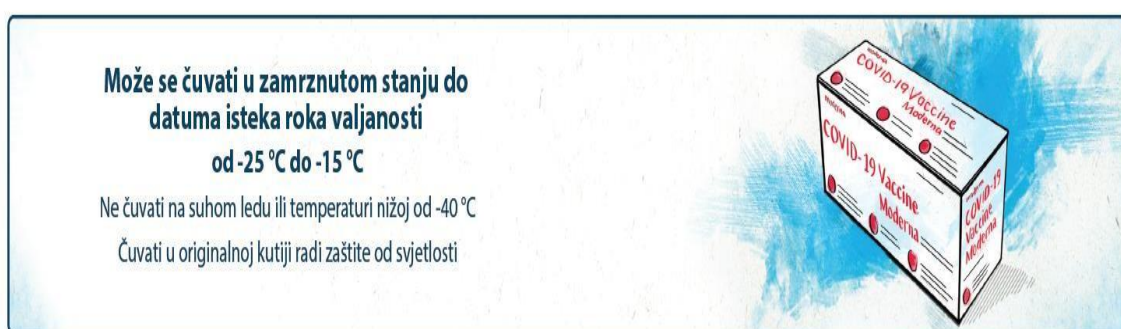 Može se čuvati u zamrznutom stanju do
datuma isteka roka valjanosti
od -25 °C do -15 °C
Ne čuvati na suhom ledu ili temperaturi nižoj od -40 °C
Čuvati u originalnoj kutiji radi zaštite od svjetlosti
COVID-19 Vaccine
Moderna
COVID-19 Vaccine
Moderna
moderna
COVID-19
Vaccine
Moderna